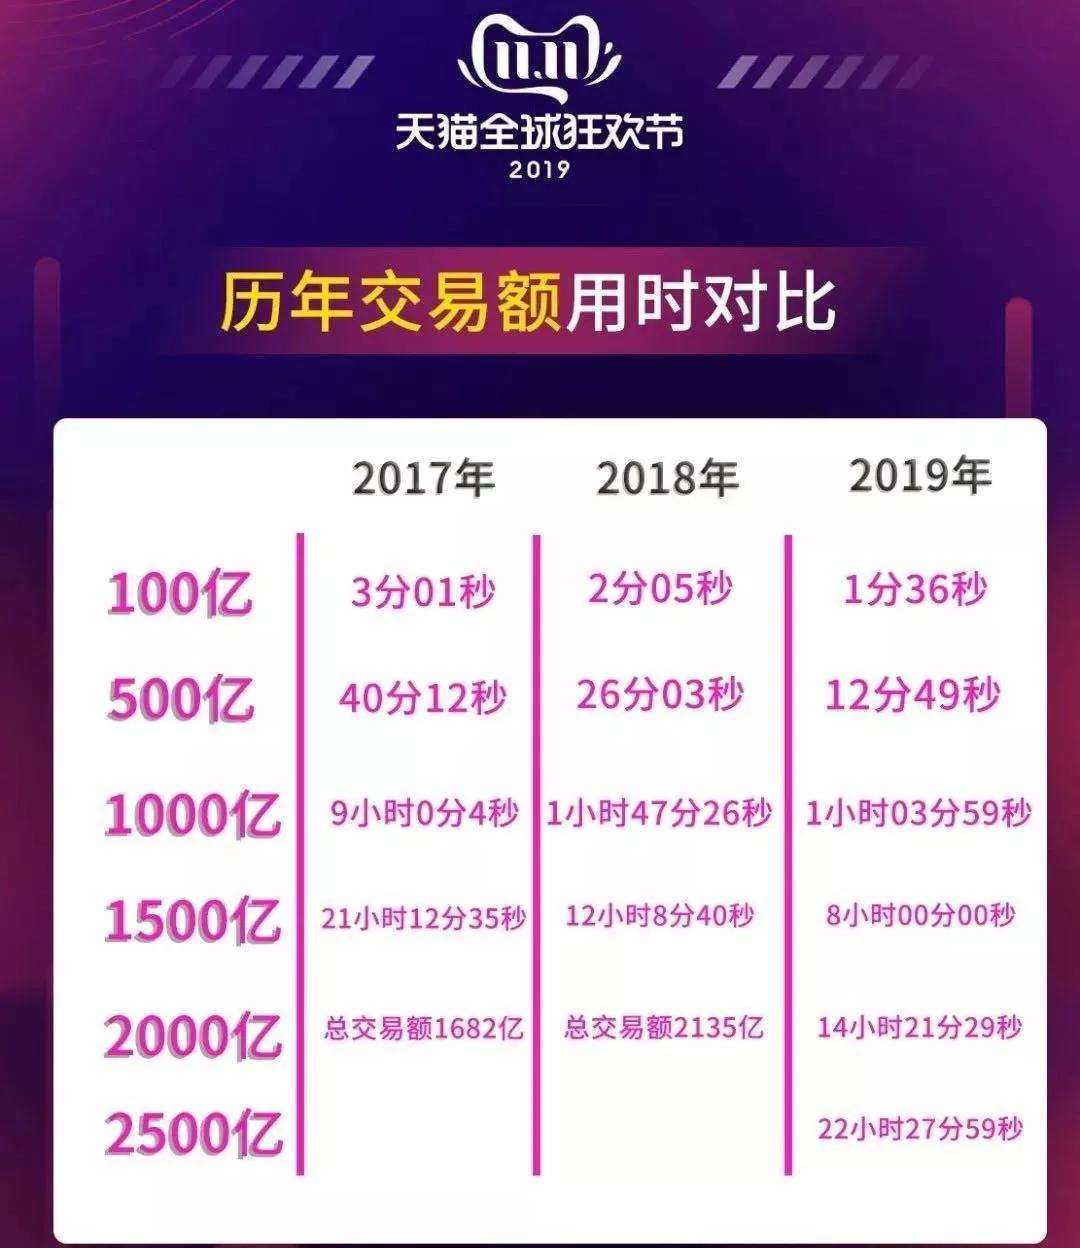 11.11
天猫全球狂欢节
2019
历年交易额用时对比
2017年 2018年 2019年
100亿 3分01秒 2分05秒 1分36秒
500亿 40分12秒 26分03秒 12分49秒
1000亿 9小时0分4秒 1小时47分26秒 1小时03分59秒
1500亿 21小时12分35秒 12小时8分40秒 8小时00分00秒
2000亿 总交易额1682亿 总交易额2135亿 14小时21分29秒
2500亿 22小时27分59秒